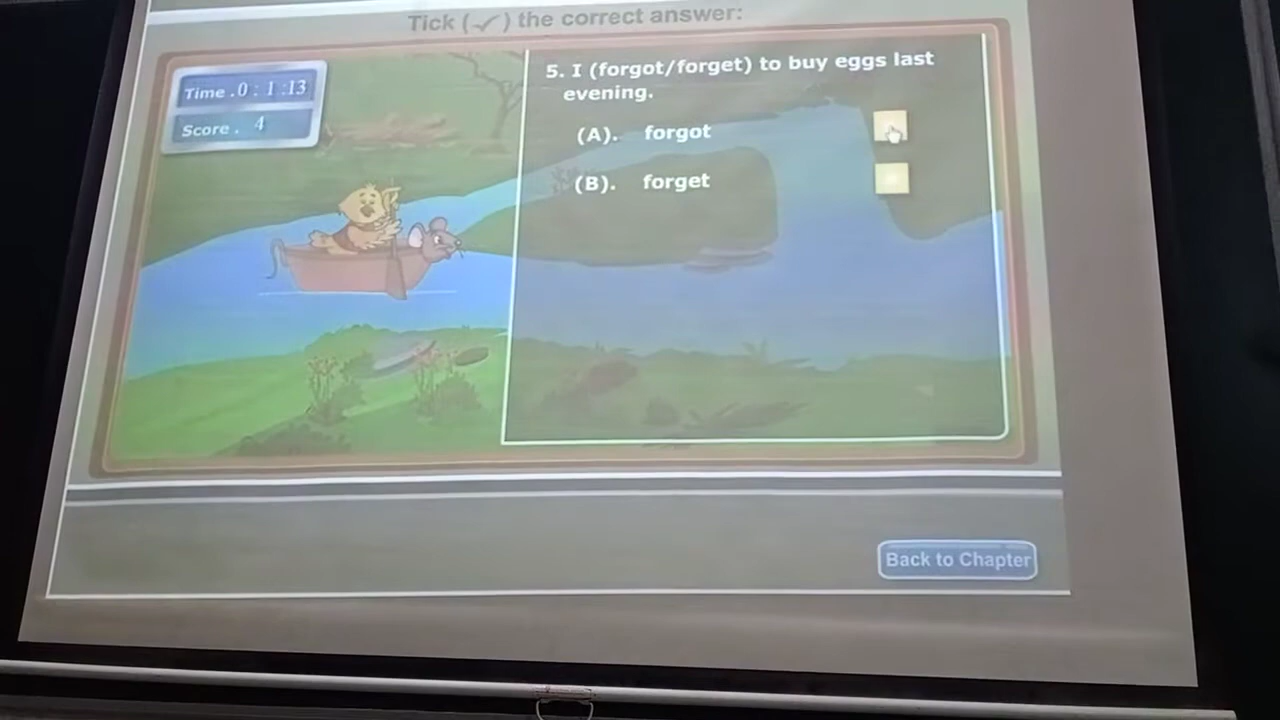 Tick (✓) the correct answer:
Time . 0 : 1 : 13
Score . 4
5. I (forgot/forget) to buy eggs last
evening.
(A). forgot
(B). forget
Back to Chapter